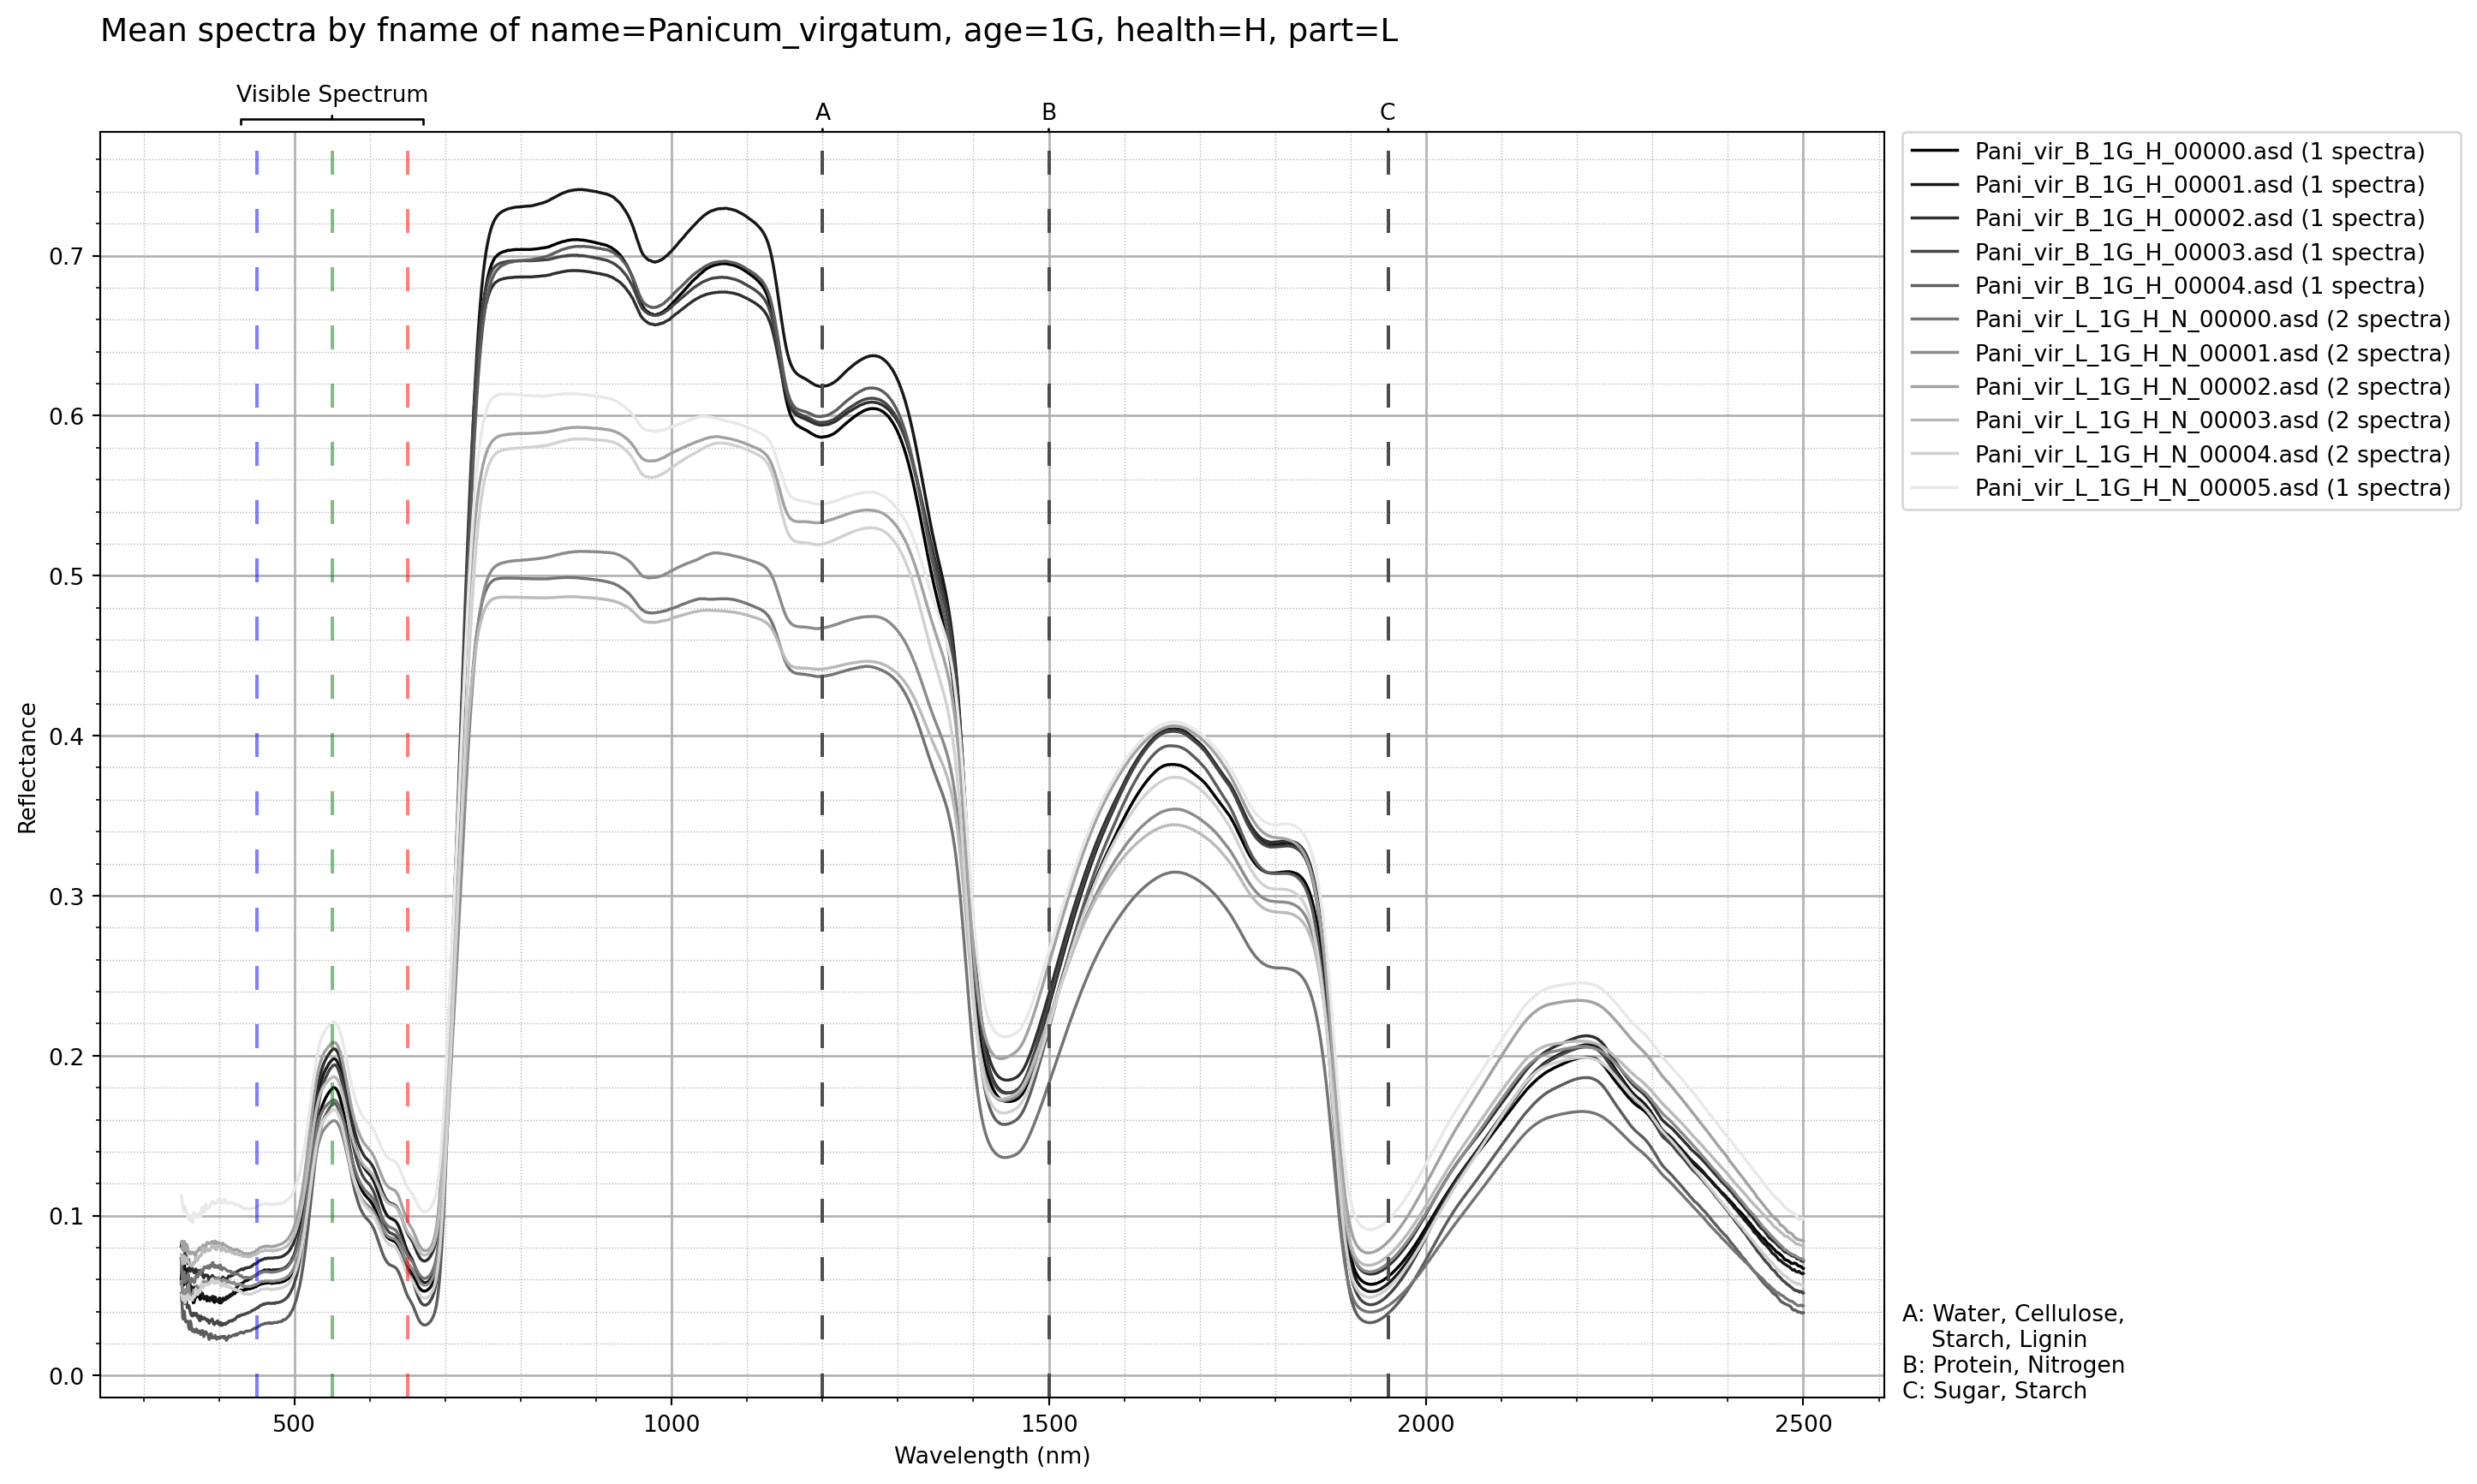 Mean spectra by fname of name=Panicum_virgatum, age=1G, health=H, part=L
Visible Spectrum
A
B
C
Pani_vir_B_1G_H_00000.asd (1 spectra)
Pani_vir_B_1G_H_00001.asd (1 spectra)
Pani_vir_B_1G_H_00002.asd (1 spectra)
Pani_vir_B_1G_H_00003.asd (1 spectra)
Pani_vir_B_1G_H_00004.asd (1 spectra)
Pani_vir_L_1G_H_N_00000.asd (2 spectra)
Pani_vir_L_1G_H_N_00001.asd (2 spectra)
Pani_vir_L_1G_H_N_00002.asd (2 spectra)
Pani_vir_L_1G_H_N_00003.asd (2 spectra)
Pani_vir_L_1G_H_N_00004.asd (2 spectra)
Pani_vir_L_1G_H_N_00005.asd (1 spectra)
0.7
0.6
0.5
0.4
0.3
0.2
0.1
0.0
Reflectance
500
1000
1500
2000
2500
Wavelength (nm)
A: Water, Cellulose,
Starch, Lignin
B: Protein, Nitrogen
C: Sugar, Starch